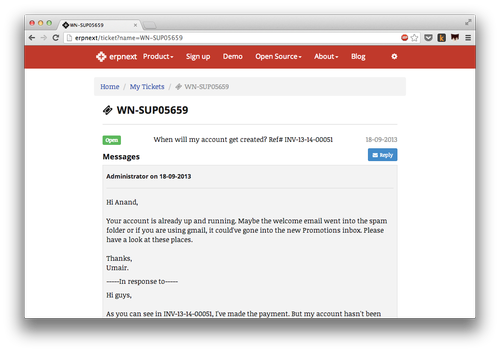 WN-SUP05659
erpnext/ticket?name=WN-SUP05659
erpnext Product Sign up Demo Open Source About Blog
Home / My Tickets / WN-SUP05659
WN-SUP05659
Open When will my account get created? Ref# INV-13-14-00051 18-09-2013
Messages Reply
Administrator on 18-09-2013
Hi Anand,
Your account is already up and running. Maybe the welcome email went into the spam
folder or if you are using gmail, it could've gone into the new Promotions inbox. Please
have a look at these places.
Thanks,
Umair.
-----In response to-----
Hi guys,
As you can see in INV-13-14-00051, I've made the payment. But my account hasn't been